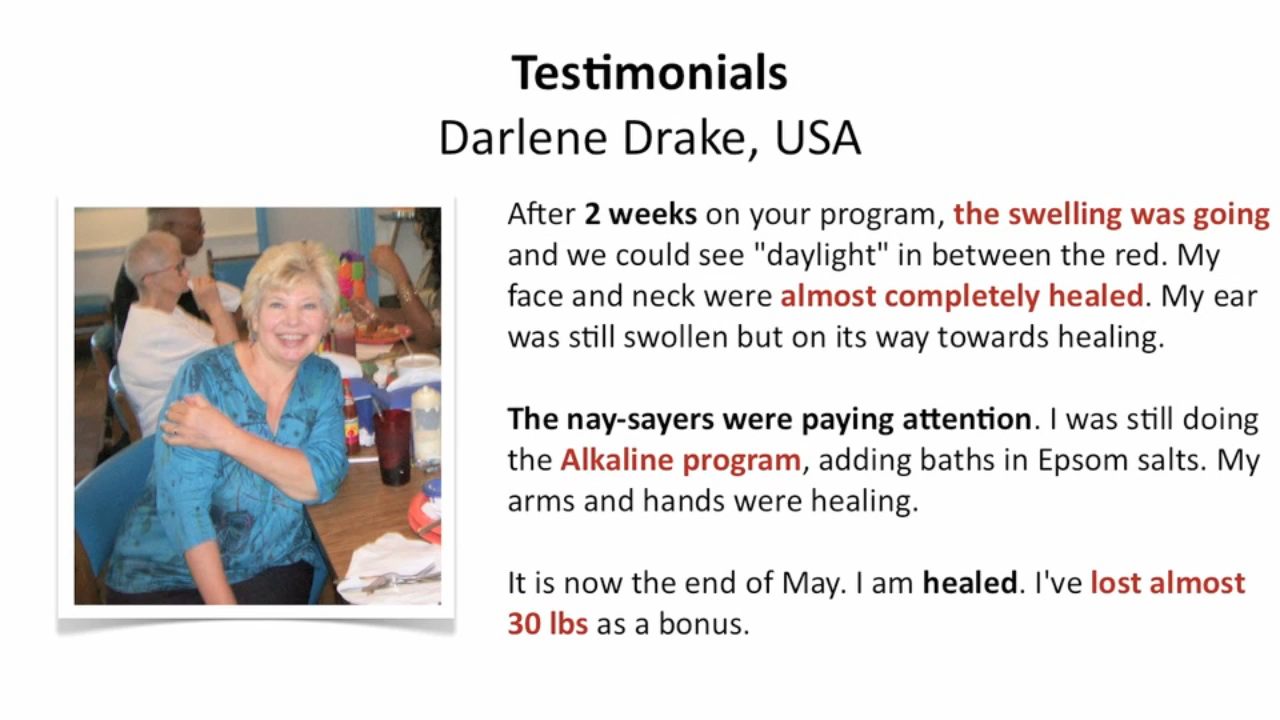 Testimonials
Darlene Drake, USA
After 2 weeks on your program, the swelling was going
and we could see "daylight" in between the red. My
face and neck were almost completely healed. My ear
was still swollen but on its way towards healing.
The nay-sayers were paying attention. I was still doing
the Alkaline program, adding baths in Epsom salts. My
arms and hands were healing.
It is now the end of May. I am healed. I've lost almost
30 lbs as a bonus.